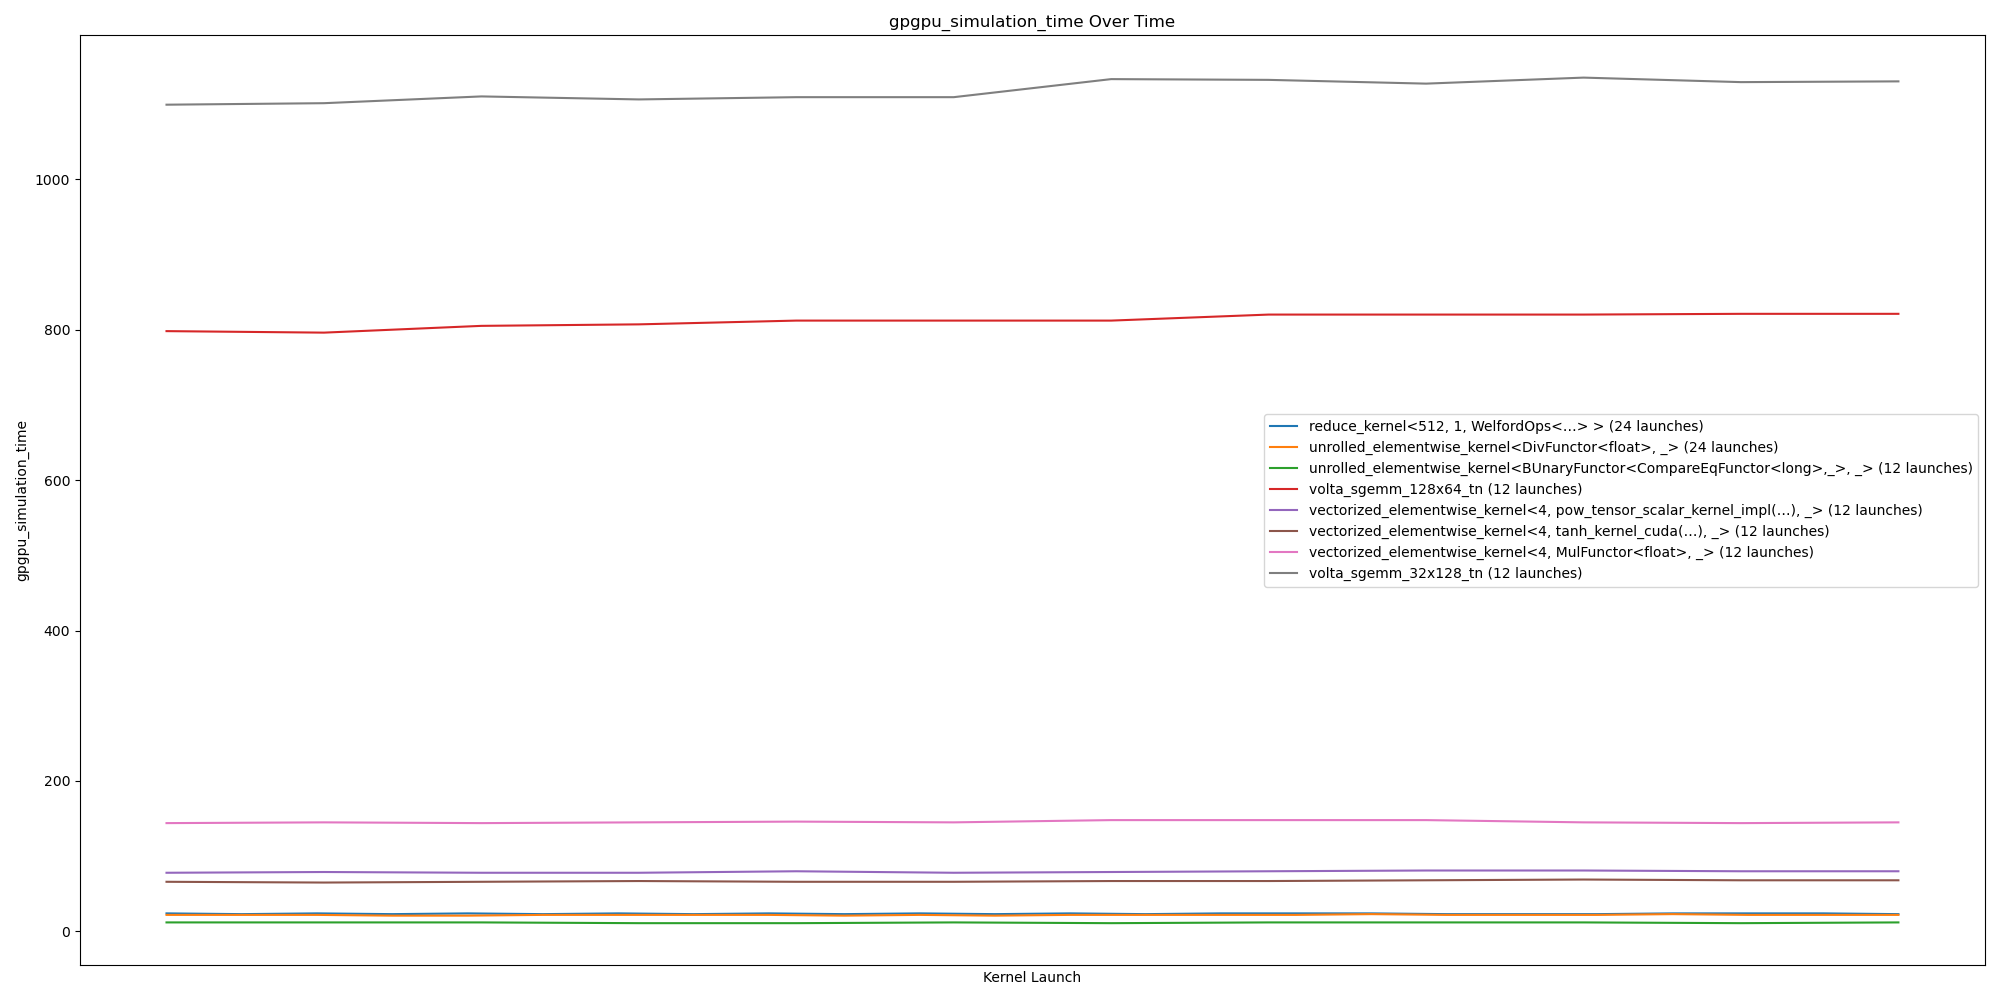 gpgpu_simulation_time Over Time
1000
800
600
400
200
0
gpgpu_simulation_time
reduce_kernel<512, 1, WelfordOps<...> > (24 launches)
unrolled_elementwise_kernel<DivFunctor<float>, _> (24 launches)
unrolled_elementwise_kernel<BUnaryFunctor<CompareEqFunctor<long>,_>, _> (12 launches)
volta_sgemm_128x64_tn (12 launches)
vectorized_elementwise_kernel<4, pow_tensor_scalar_kernel_impl(...), _> (12 launches)
vectorized_elementwise_kernel<4, tanh_kernel_cuda(...), _> (12 launches)
vectorized_elementwise_kernel<4, MulFunctor<float>, _> (12 launches)
volta_sgemm_32x128_tn (12 launches)
Kernel Launch